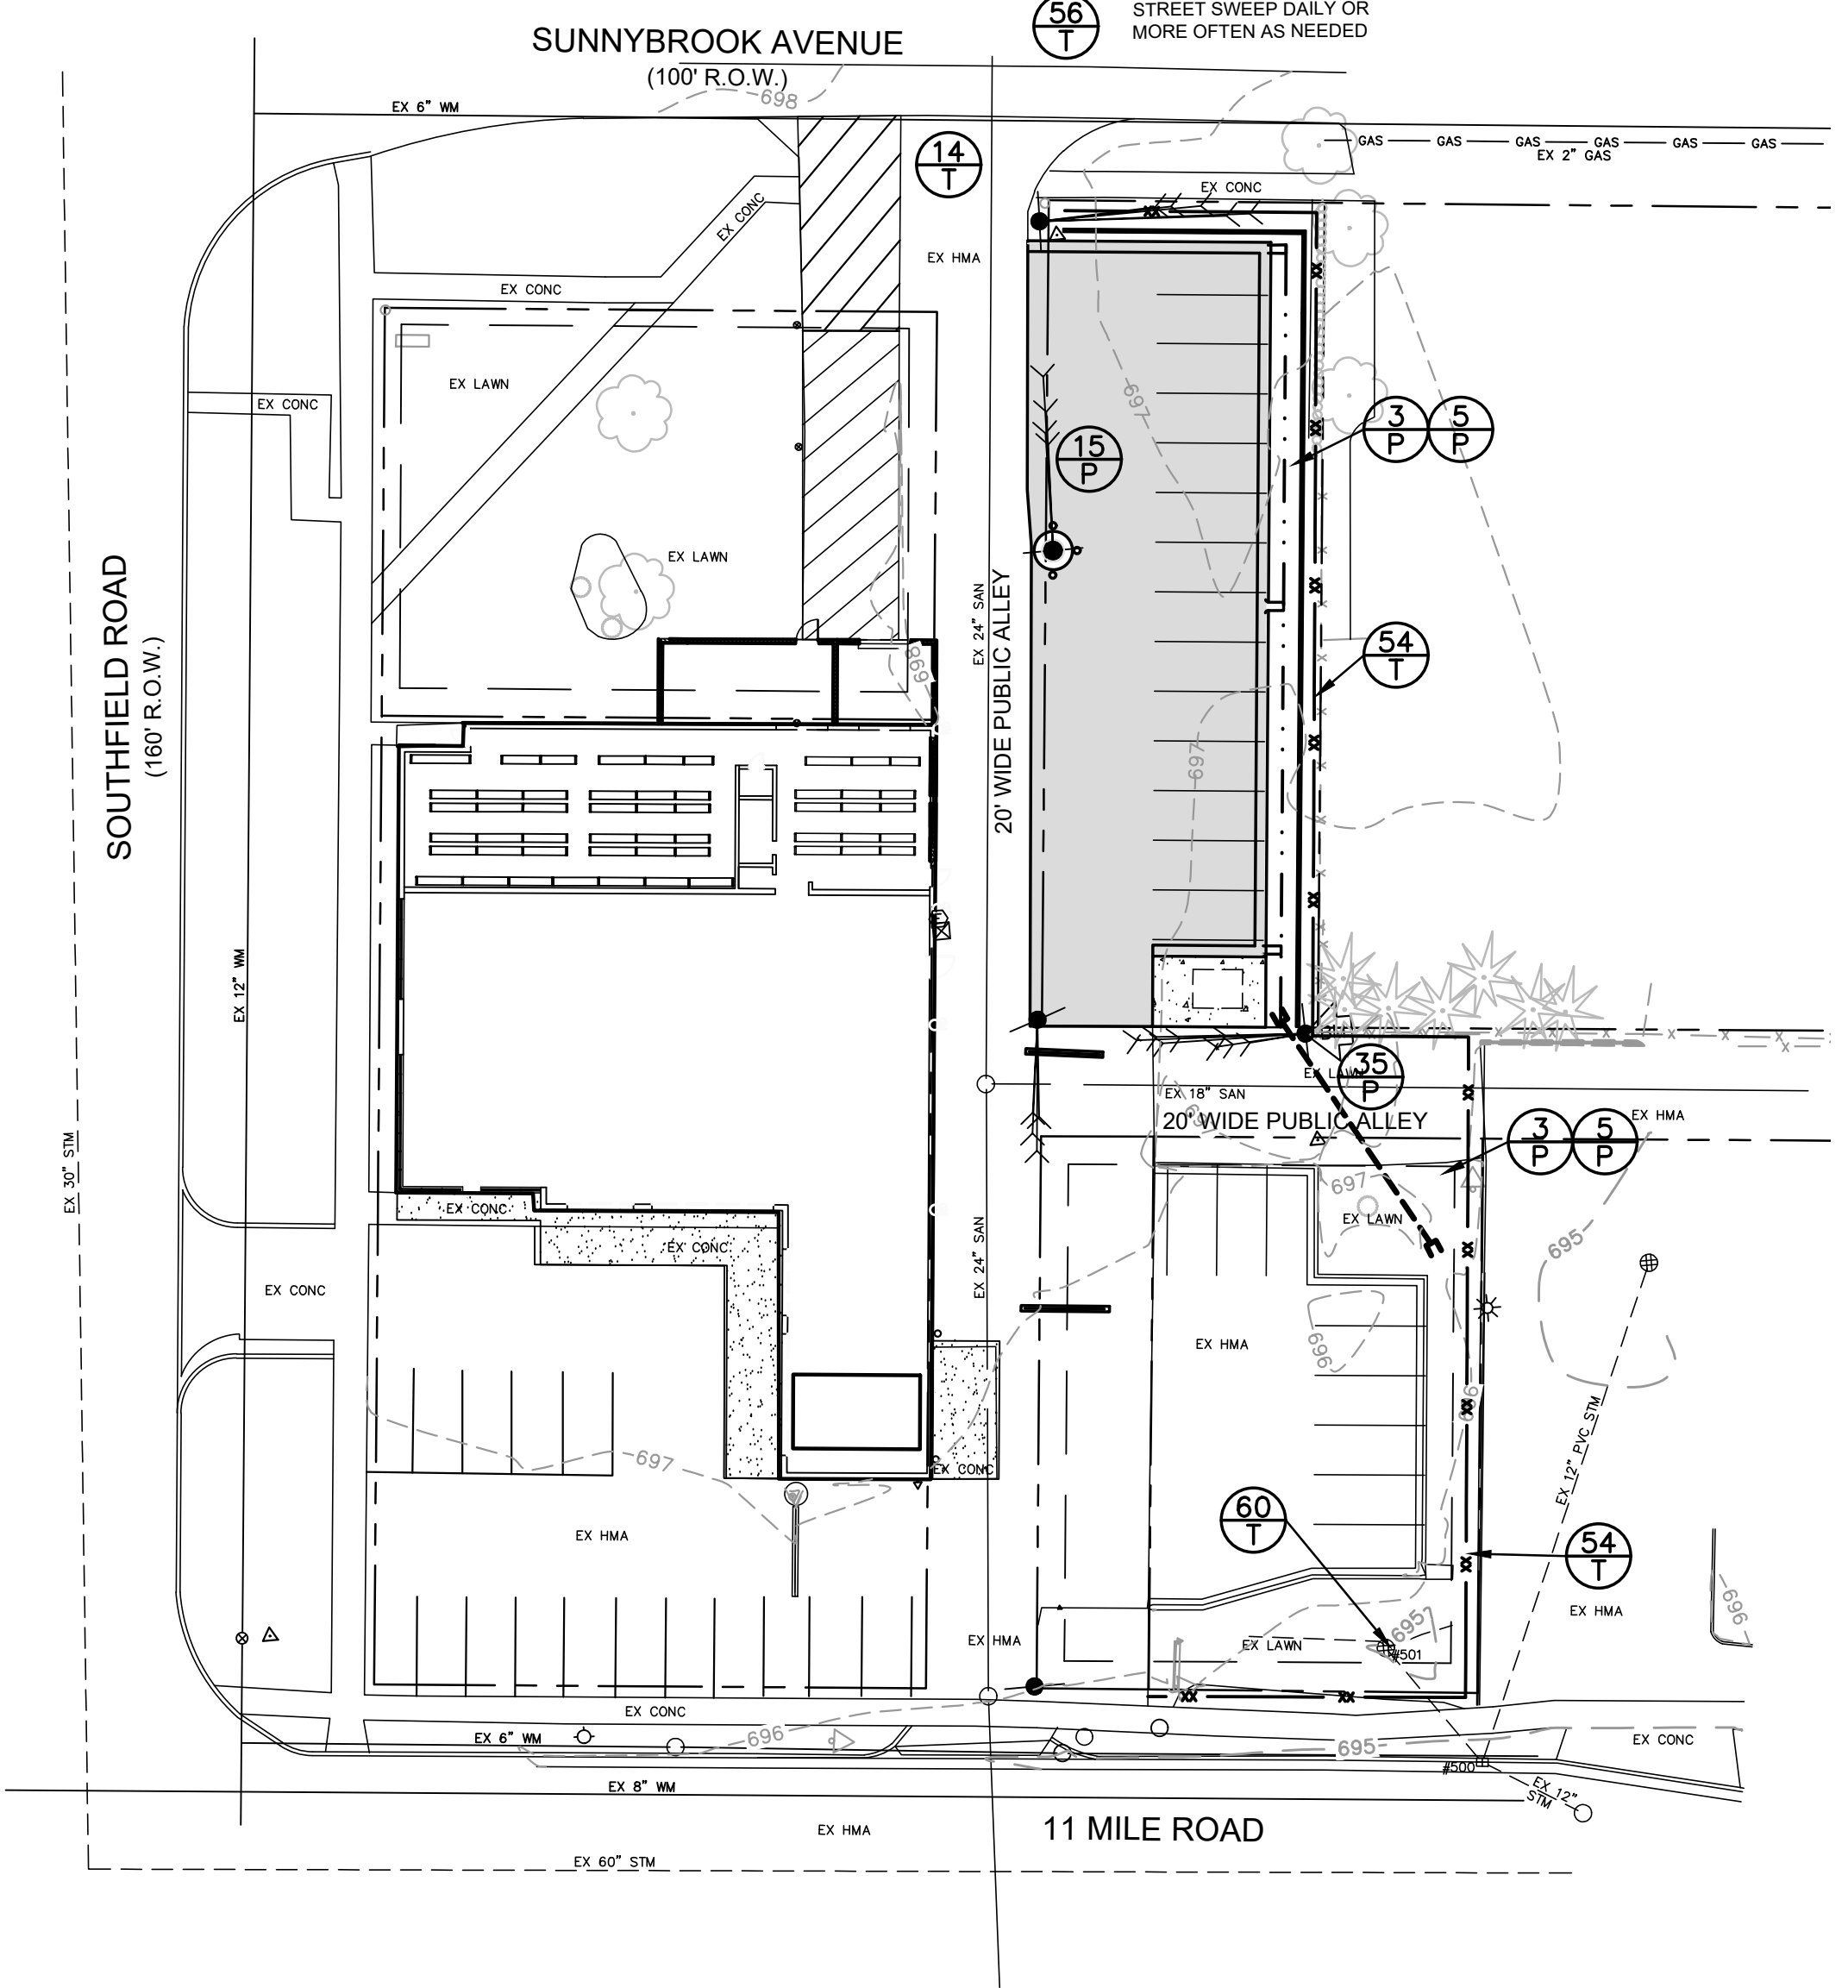 56
T
STREET SWEEP DAILY OR
MORE OFTEN AS NEEDED
SUNNYBROOK AVENUE
(100' R.O.W.)
698
EX 6" WM
GAS GAS GAS GAS GAS GAS
EX 2" GAS
14
T
EX CONC
EX CONC
EX HMA
EX CONC
EX LAWN
EX CONC
697
3
P
5
P
15
P
EX LAWN
SOUTHFIELD ROAD
(160' R.O.W.)
EX 24" SAN
20' WIDE PUBLIC ALLEY
54
T
698
697
EX 12" WM
35
P
EX LAWN
EX 18" SAN
20' WIDE PUBLIC ALLEY
3
P
5
P
EX HMA
EX 30" STM
697
EX LAWN
EX CONC
EX CONC
EX 24" SAN
695
EX CONC
EX HMA
696
696
EX 12" PVC STM
697
EX CONC
60
T
EX HMA
54
T
EX HMA
696
695
EX HMA
EX LAWN
#501
EX CONC
EX 6" WM
696
695
EX CONC
#500
EX 8" WM
EX 12"
STM
EX HMA
11 MILE ROAD
EX 60" STM